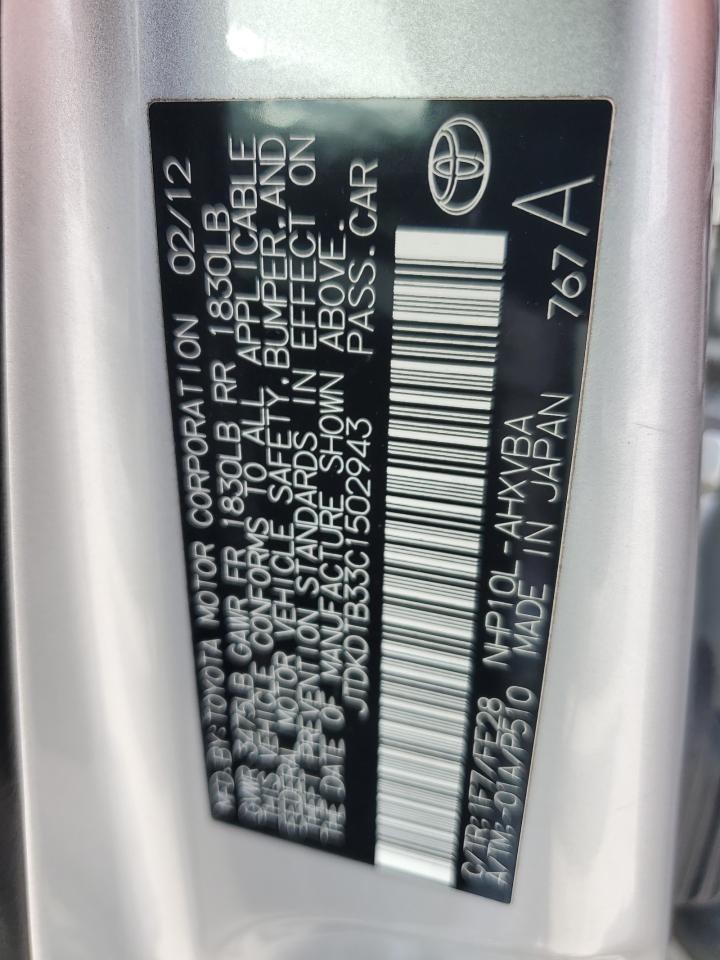 MFD.BY:TOYOTA MOTOR CORPORATION 02/12
GVWR 3475LB GAWR FR 1830LB RR 1830LB
THIS VEHICLE CONFORMS TO ALL APPLICABLE
FEDERAL MOTOR VEHICLE SAFETY,BUMPER,AND
THEFT PREVENTION STANDARDS IN EFFECT ON
THE DATE OF MANUFACTURE SHOWN ABOVE.
JTDKDTB33C1502943 PASS.CAR
C/TR:1F7/FE28 NHP10L-AHXVBA 767 A
A/TM:-01A/P510 MADE IN JAPAN